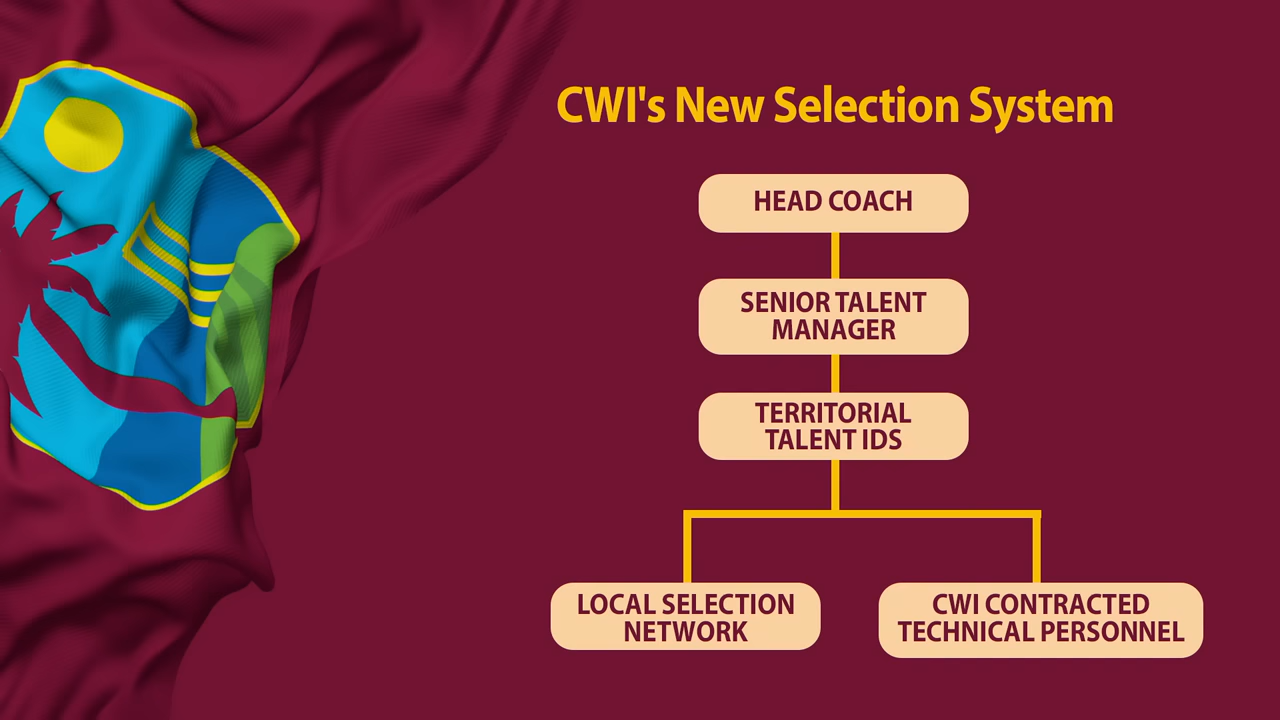 CWI's New Selection System
HEAD COACH
SENIOR TALENT
MANAGER
TERRITORIAL
TALENT IDS
LOCAL SELECTION
NETWORK
CWI CONTRACTED
TECHNICAL PERSONNEL